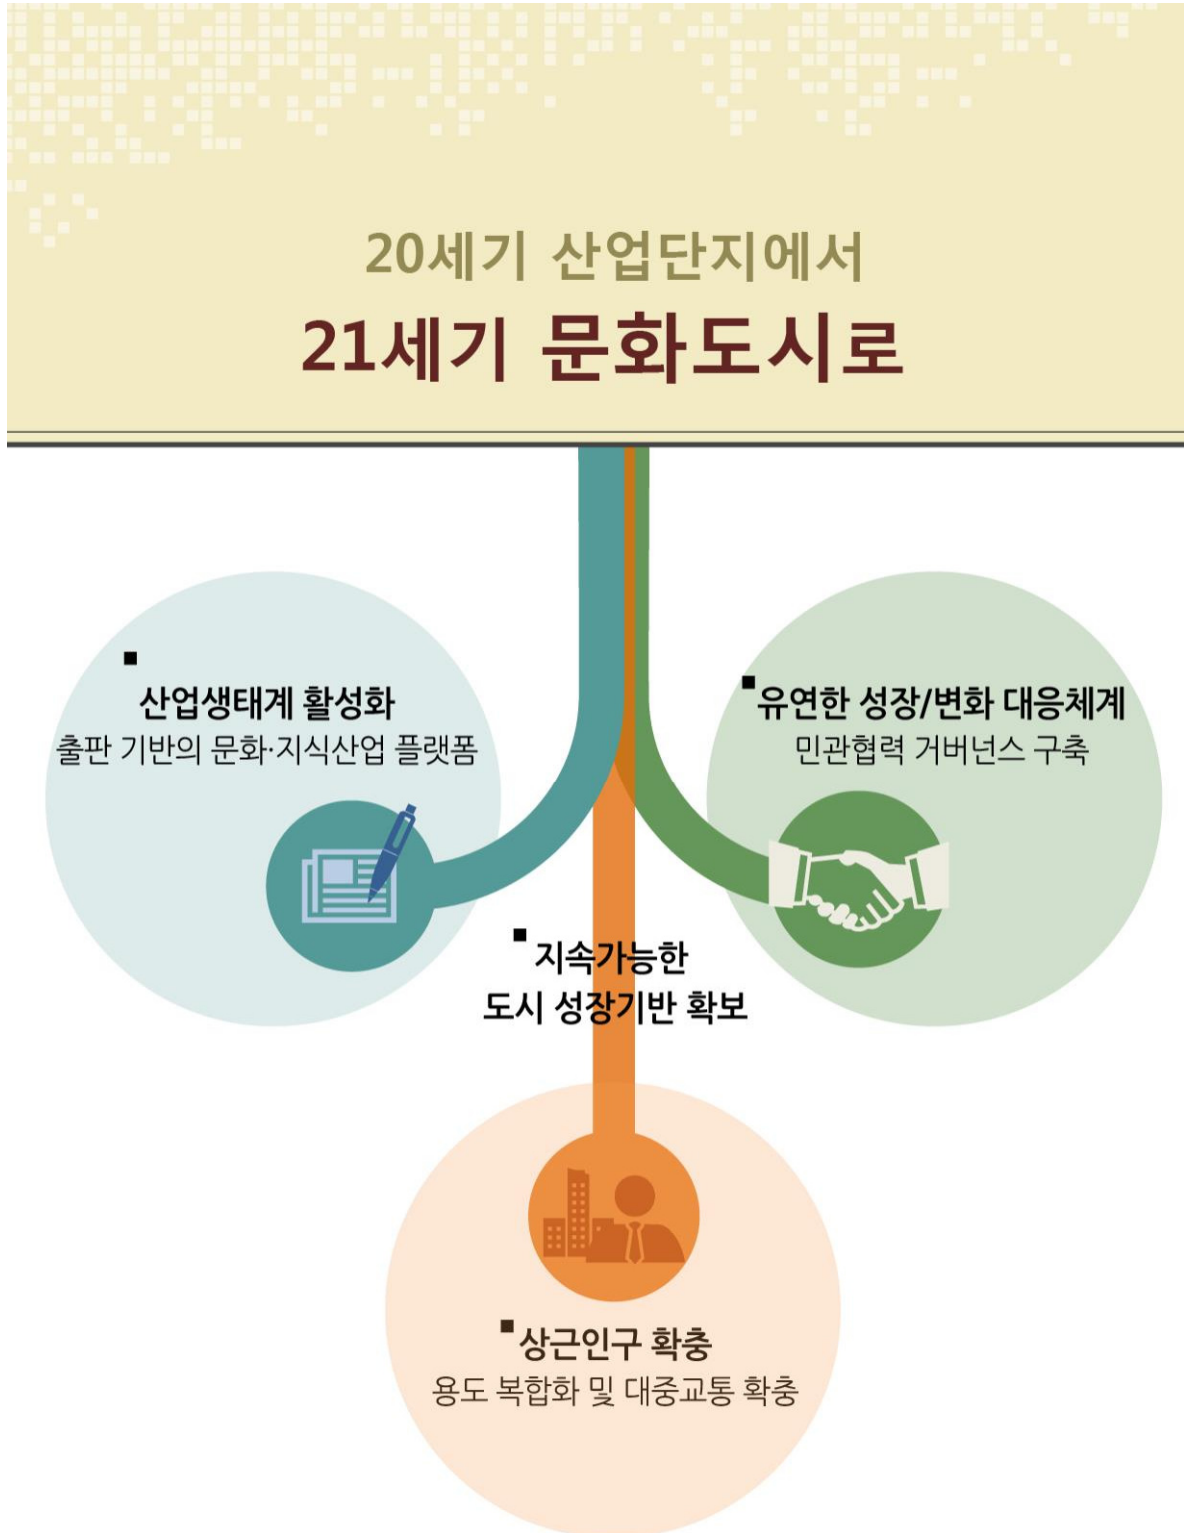 20세기 산업단지에서
21세기 문화도시로
▪
산업생태계 활성화
출판 기반의 문화·지식산업 플랫폼
▪유연한 성장/변화 대응체계
민관협력 거버넌스 구축
▪지속가능한
도시 성장기반 확보
▪상근인구 확충
용도 복합화 및 대중교통 확충